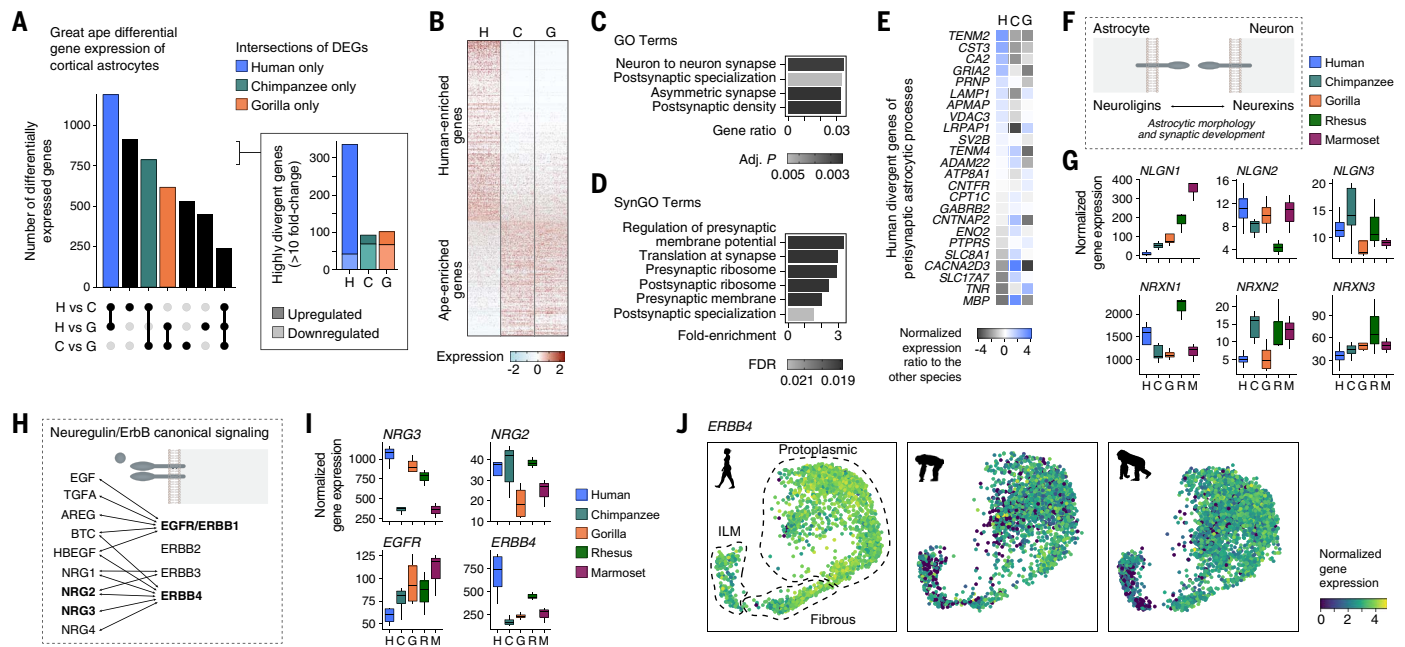 A
Great ape differential
gene expression of
cortical astrocytes
Intersections of DEGs
Human only
Chimpanzee only
Gorilla only
Number of differentially
expressed genes
1000
750
500
250
0
H vs C
H vs G
C vs G
Highly divergent genes
(>10 fold-change)
300
200
100
0
H C G
Upregulated
Downregulated
B
H C G
Human-enriched
genes
Ape-enriched
genes
Expression
-2 0 2
C
GO Terms
Neuron to neuron synapse
Postsynaptic specialization
Asymmetric synapse
Postsynaptic density
Gene ratio
0 0.03
Adj. P
0.005 0.003
D
SynGO Terms
Regulation of presynaptic
membrane potential
Translation at synapse
Presynaptic ribosome
Postsynaptic ribosome
Presynaptic membrane
Postsynaptic specialization
Fold-enrichment
0 3
FDR
0.021 0.019
E
H C G
Human divergent genes of
perisynaptic astrocytic processes
TENM2
CST3
CA2
GRIA2
PRNP
LAMP1
APMAP
VDAC3
LRPAP1
SV2B
TENM4
ADAM22
ATP8A1
CNTFR
CPT1C
GABRB2
CNTNAP2
ENO2
PTPRS
SLC8A1
CACNA2D3
SLC17A7
TNR
MBP
Normalized
expression
ratio to the
other species
-4 0 4
F
Astrocyte Neuron
Neuroligins Neurexins
Astrocytic morphology
and synaptic development
Human
Chimpanzee
Gorilla
Rhesus
Marmoset
G
Normalized
gene expression
NLGN1
400
300
200
100
0
NLGN2
16
12
8
4
NLGN3
20
15
10
NRXN1
2000
1500
1000
H C G R M
NRXN2
20
15
10
5
H C G R M
NRXN3
90
60
30
H C G R M
H
Neuregulin/ErbB canonical signaling
EGF
TGFA
AREG
BTC
HBEGF
NRG1
NRG2
NRG3
NRG4
EGFR/ERBB1
ERBB2
ERBB3
ERBB4
I
Normalized
gene expression
NRG3
1000
750
500
250
NRG2
40
30
20
10
EGFR
125
100
75
50
H C G R M
ERBB4
750
500
250
H C G R M
Human
Chimpanzee
Gorilla
Rhesus
Marmoset
J
ERBB4
Protoplasmic
ILM
Fibrous
Normalized
gene
expression
0 2 4